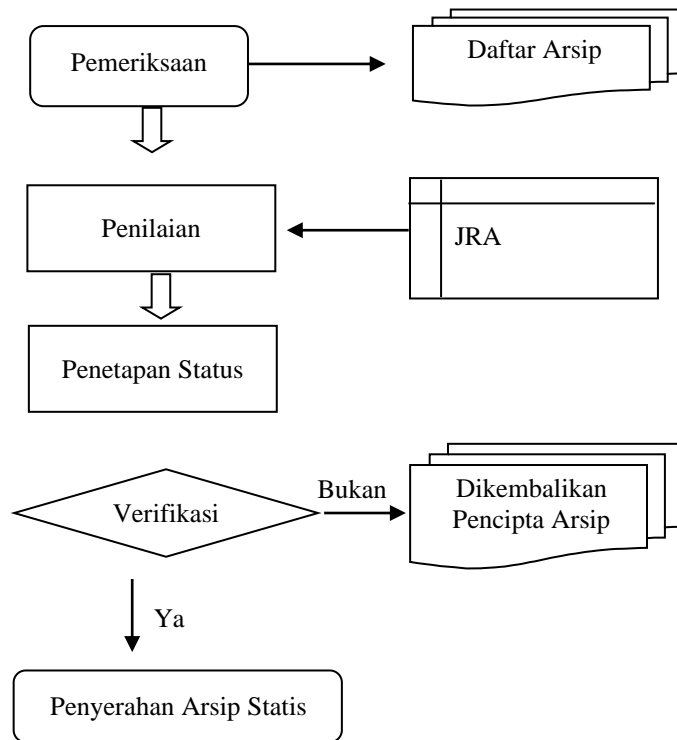 Pemeriksaan
Daftar Arsip
Penilaian
JRA
Penetapan Status
Verifikasi
Bukan
Dikembalikan
Pencipta Arsip
Ya
Penyerahan Arsip Statis